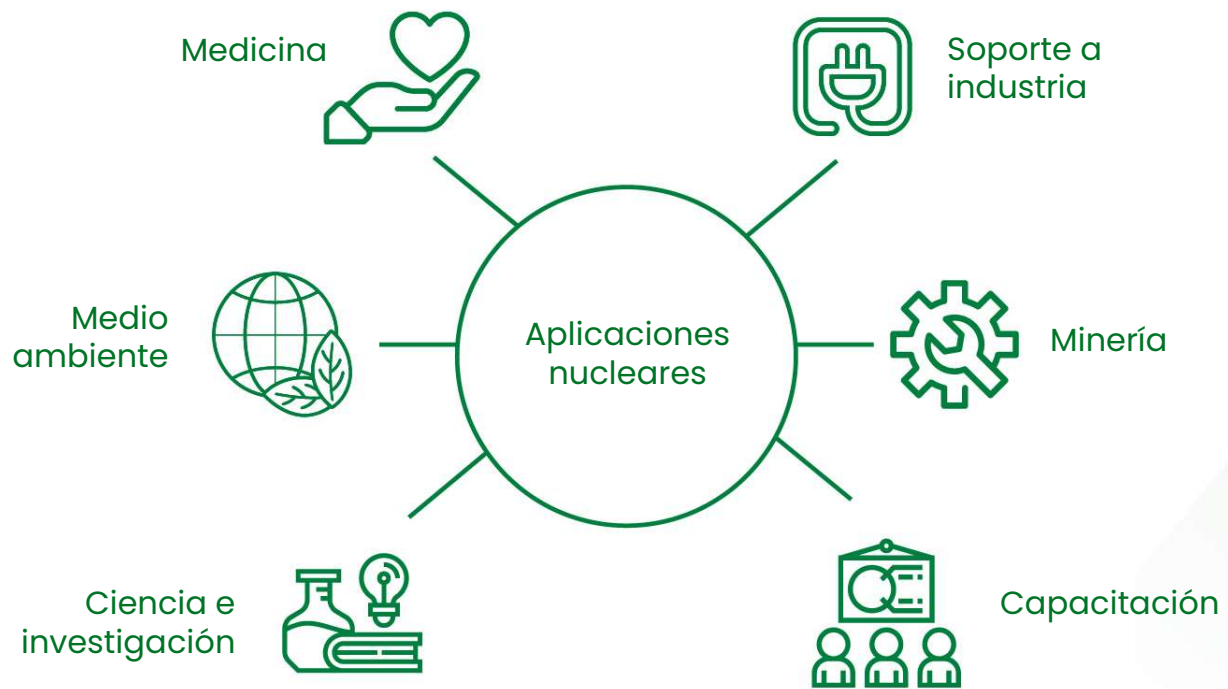 Medicina
Soporte a
industria
Medio
ambiente
Aplicaciones
nucleares
Minería
Ciencia e
investigación
Capacitación